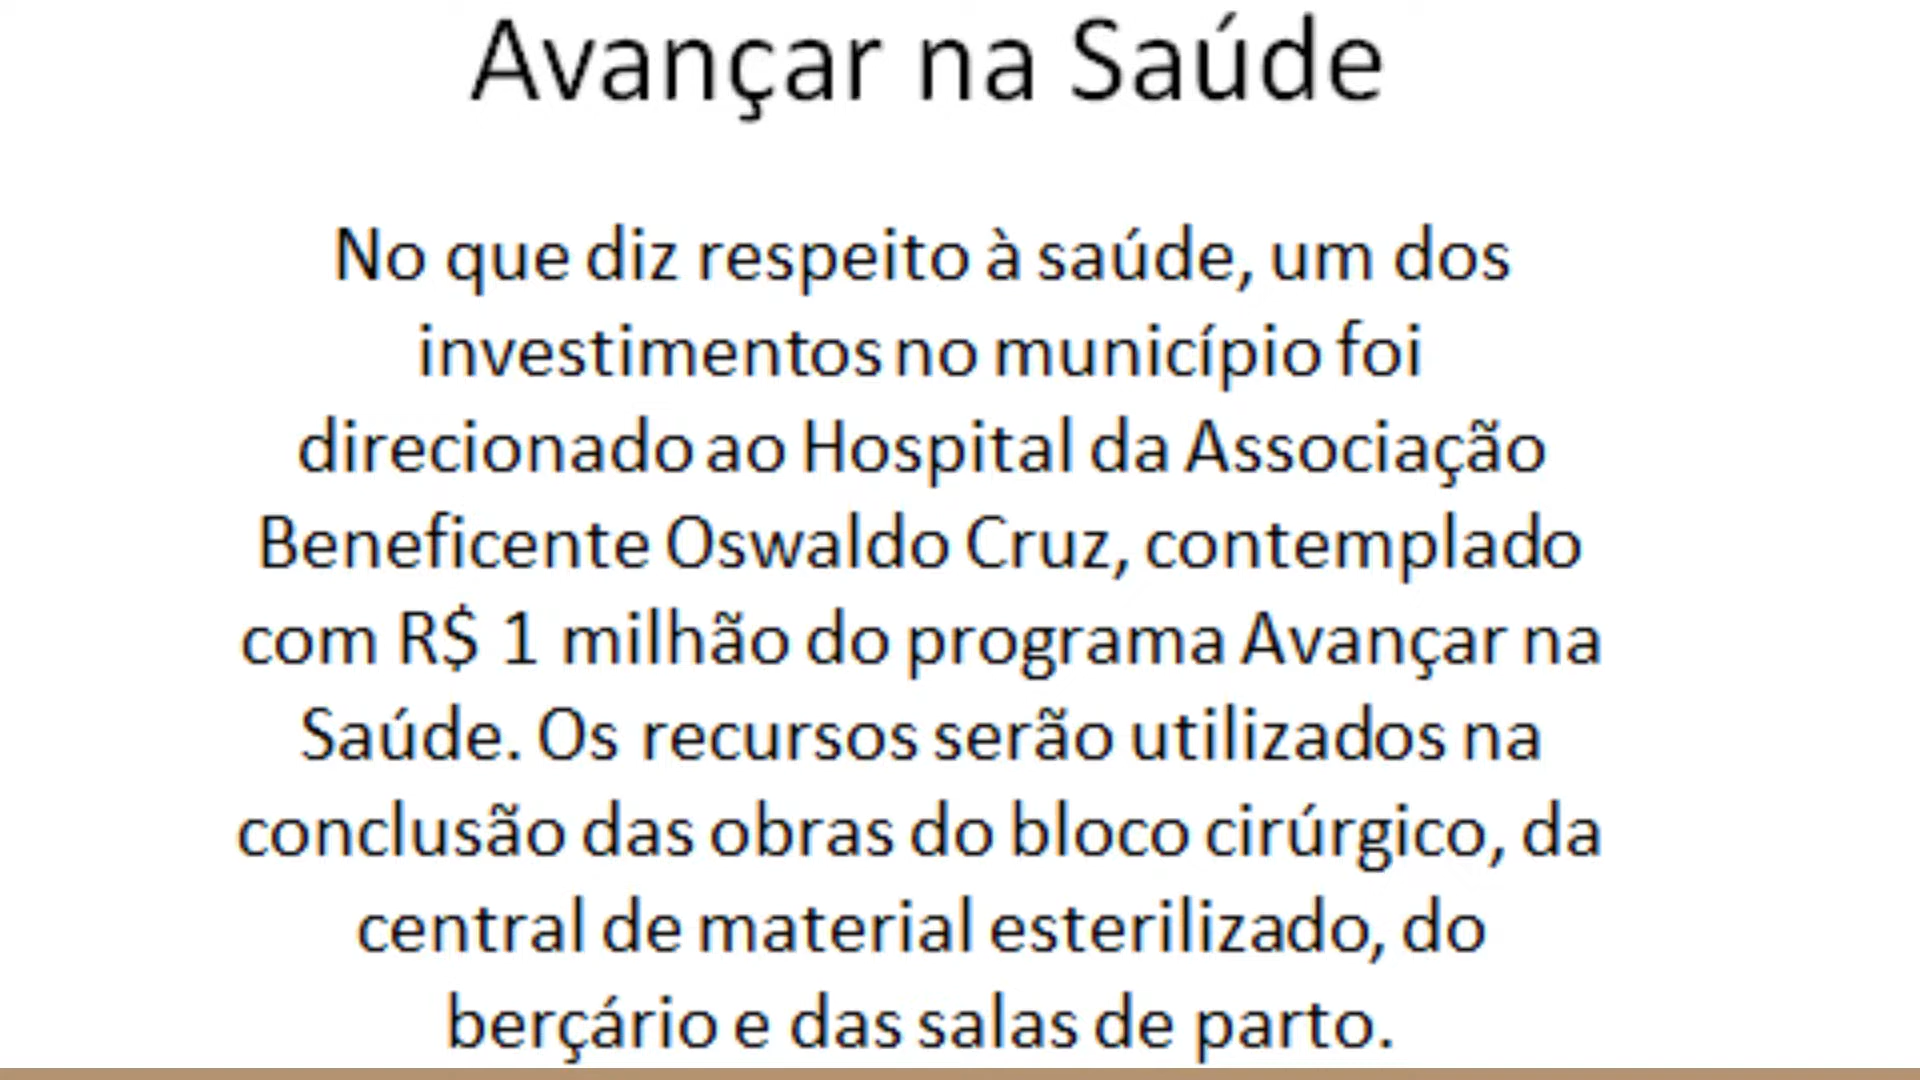 Avançar na Saúde
No que diz respeito à saúde, um dos
investimentos no município foi
direcionado ao Hospital da Associação
Beneficente Oswaldo Cruz, contemplado
com R$ 1 milhão do programa Avançar na
Saúde. Os recursos serão utilizados na
conclusão das obras do bloco cirúrgico, da
central de material esterilizado, do
berçário e das salas de parto.